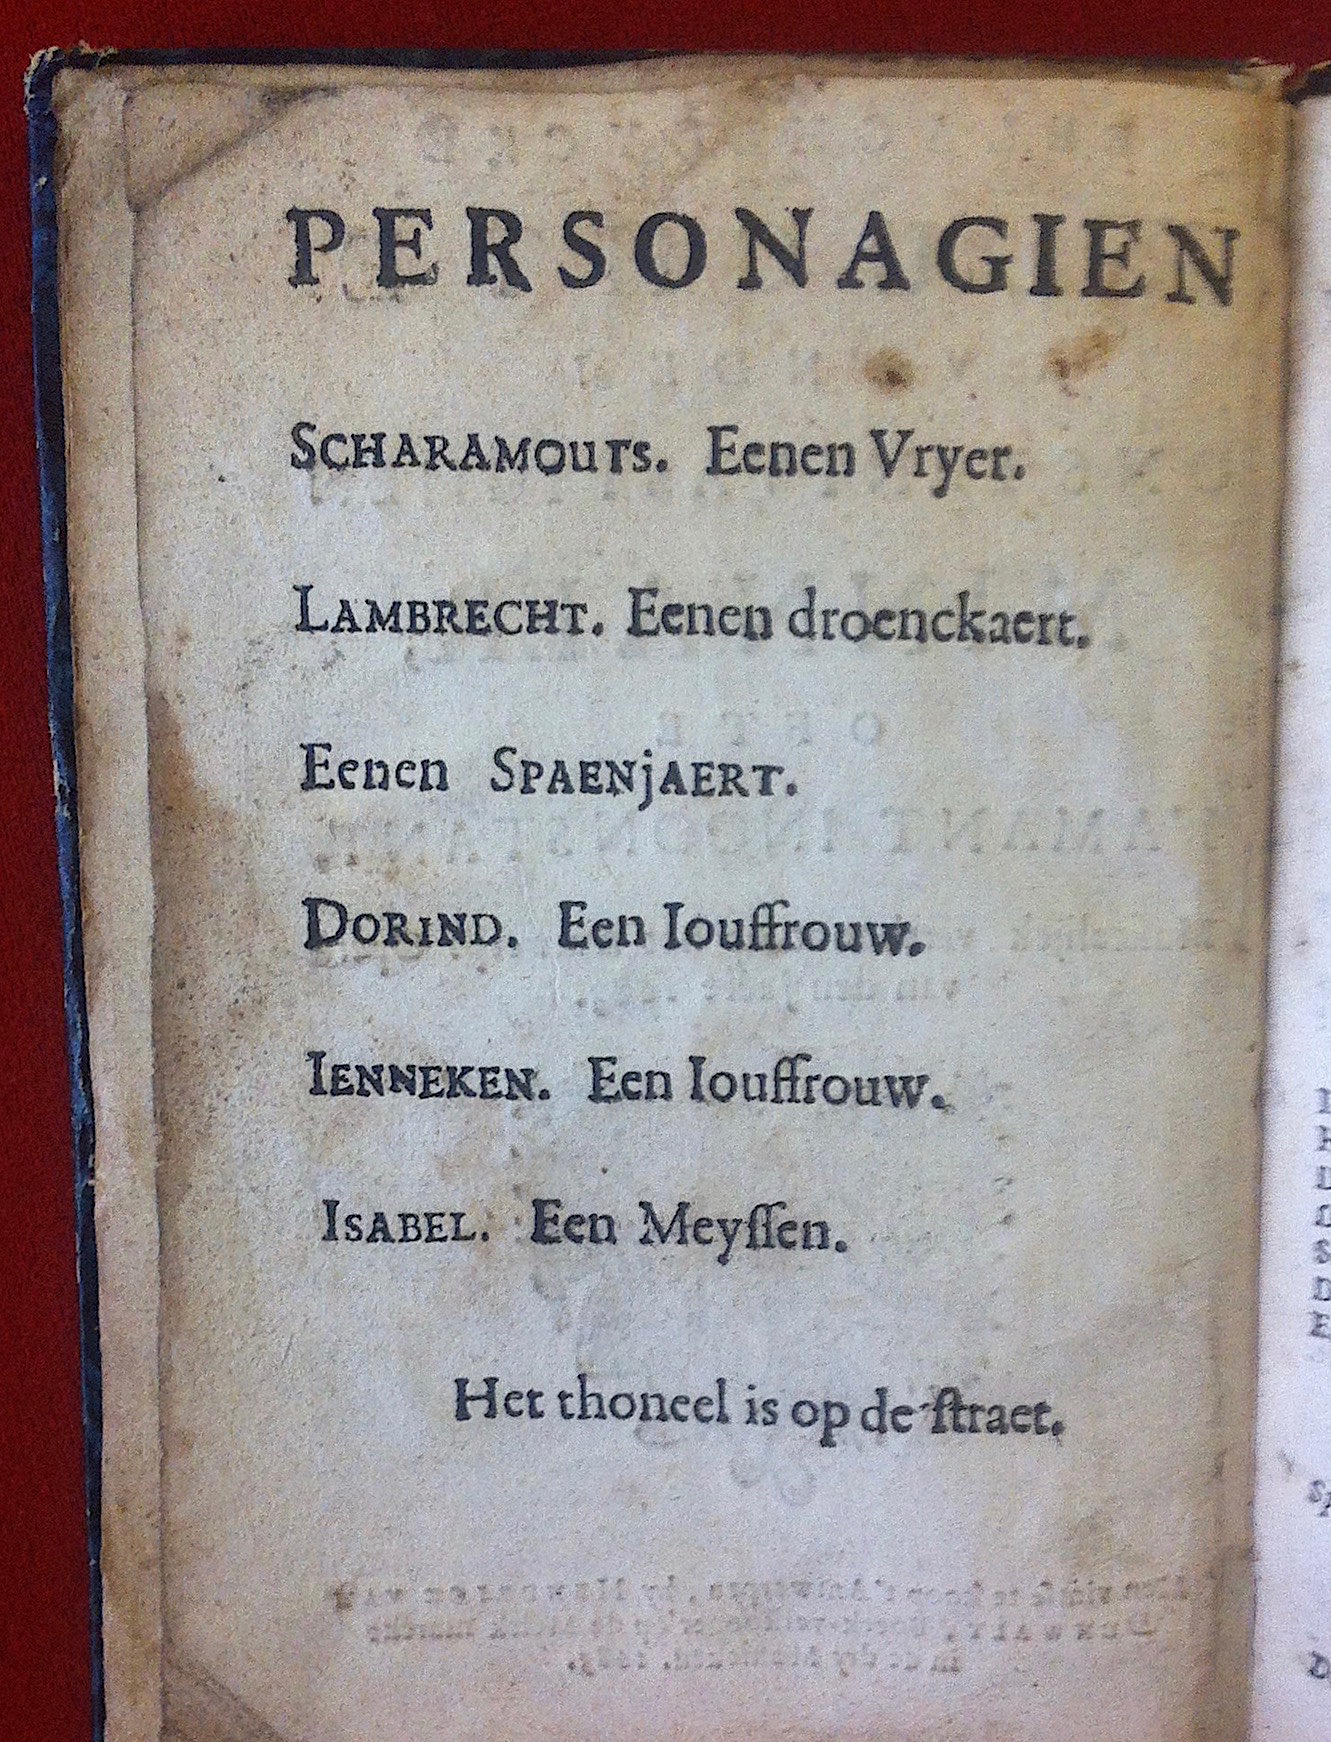 PERSONAGIEN
SCHARAMOUTS. Eenen Vryer.
LAMBRECHT. Eenen droenckaert.
Eenen SPAENjAERT.
DORIND. Een Iouffrouw.
IENNEKEN. Een Iouffrouw.
ISABEL. Een Meyſſen.
Het thoneel is op de ſtraet.